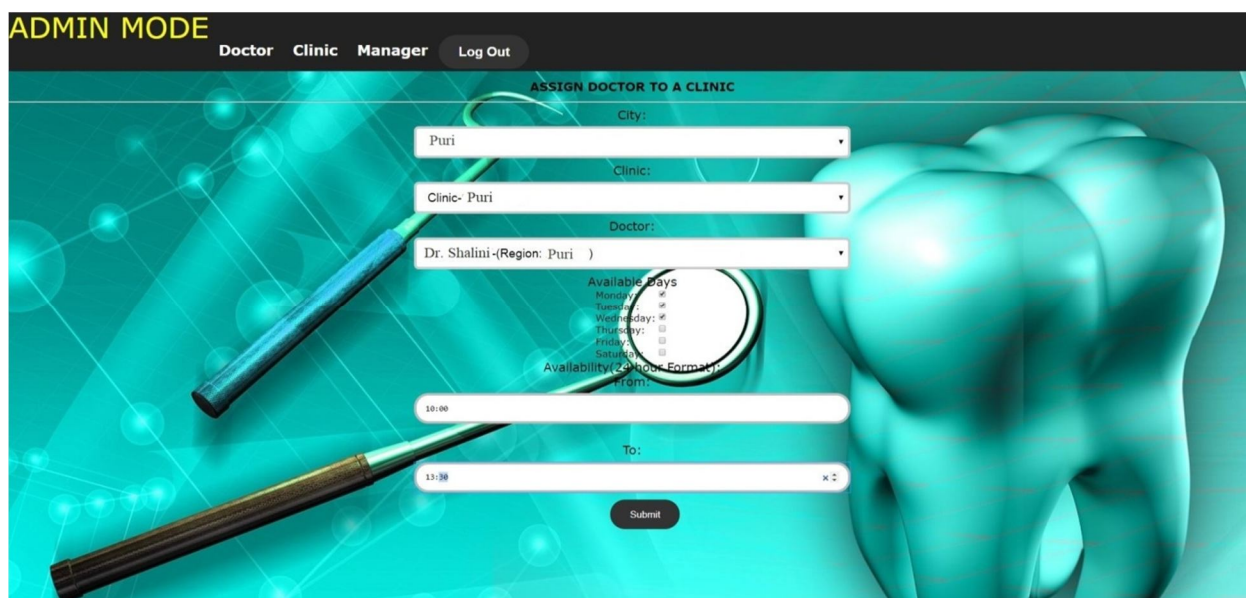 ADMIN MODE
Doctor Clinic Manager Log Out
ASSIGN DOCTOR TO A CLINIC
City:
Puri
Clinic:
Clinic- Puri
Doctor:
Dr. Shalini-(Region: Puri )
Available Days
Monday:
Tuesday:
Wednesday:
Thursday:
Friday:
Saturday:
Availability(24 hour Format):
From:
10:00
To:
13:30
Submit